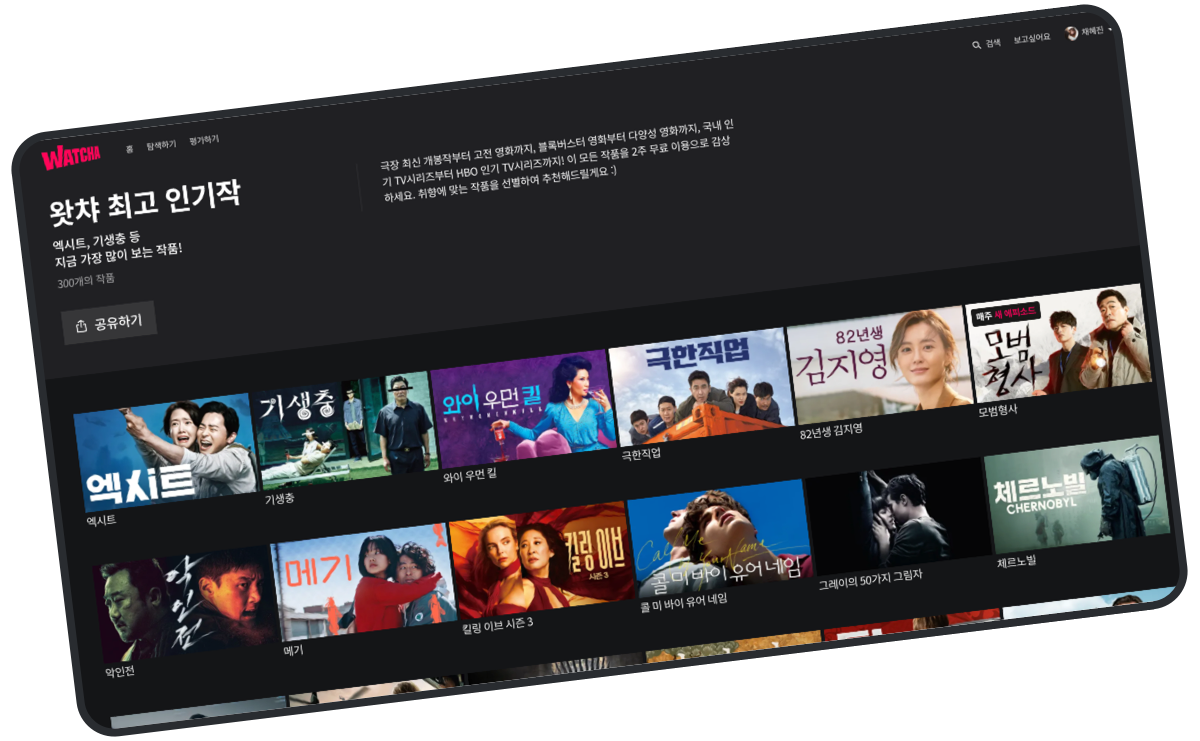 WATCHA
홈
탐색하기
평가하기
검색
보고싶어요
채혜진
왓챠 최고 인기작
엑시트, 기생충 등
지금 가장 많이 보는 작품!
300개의 작품
공유하기
극장 최신 개봉작부터 고전 영화까지, 블록버스터 영화부터 다양성 영화까지, 국내 인
기 TV시리즈부터 HBO 인기 TV시리즈까지! 이 모든 작품을 2주 무료 이용으로 감상
하세요. 취향에 맞는 작품을 선별하여 추천해드릴게요 :)
엑시트
기생충
와이 우먼 킬
극한직업
82년생
김지영
매주 새 에피소드
모범
형사
엑시트
기생충
와이 우먼 킬
극한직업
82년생 김지영
모범형사
악인전
메기
킬링 이브
시즌 3
Call Me
콜 미 바이 유어 네임
체르노빌
CHERNOBYL
악인전
메기
킬링 이브 시즌 3
콜 미 바이 유어 네임
그레이의 50가지 그림자
체르노빌